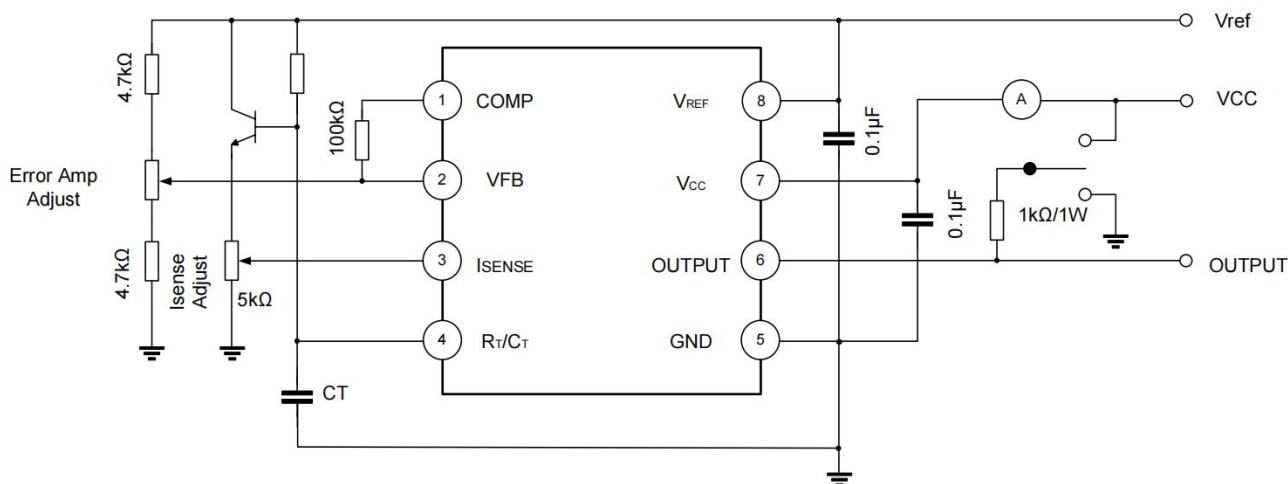 Vref
4.7kΩ
1
COMP
VREF
8
A
VCC
100kΩ
0.1µF
Error Amp
Adjust
2
VFB
VCC
7
0.1µF
1kΩ/1W
4.7kΩ
Isense
Adjust
5kΩ
3
ISENSE
OUTPUT
6
OUTPUT
4
RT/CT
GND
5
CT